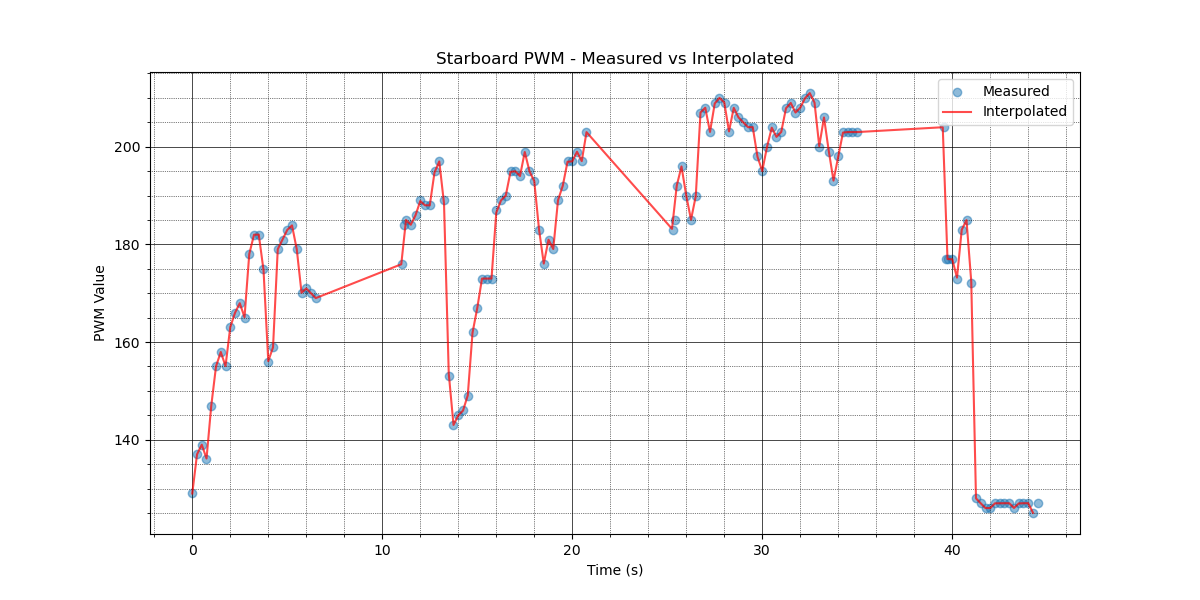 Starboard PWM - Measured vs Interpolated
Measured
Interpolated
200
180
160
140
PWM Value
0 10 20 30 40
Time (s)